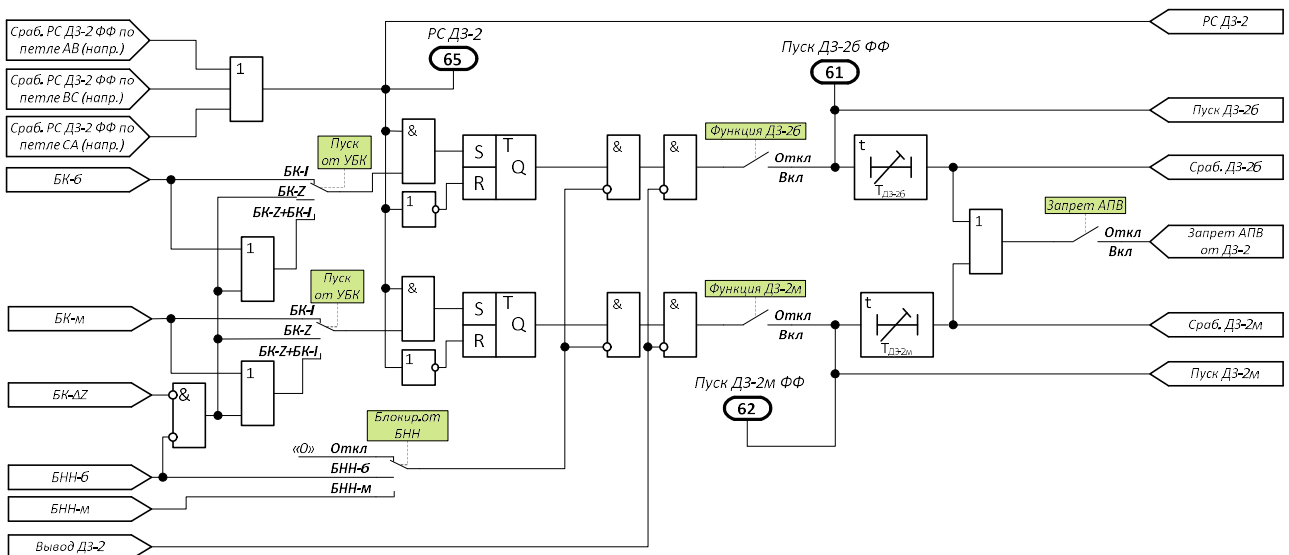 Сраб. РС ДЗ-2 ФФ по
петле АВ (напр.)
Сраб. РС ДЗ-2 ФФ по
петле ВС (напр.)
Сраб. РС ДЗ-2 ФФ по
петле СА (напр.)
1
РС ДЗ-2
65
Пуск ДЗ-2б ФФ
61
РС ДЗ-2
Пуск ДЗ-2б
БК-б
Пуск
от УБК
БК-I
БК-Z
БК-Z+БК-I
1
&
1
S
T
Q
R
&
&
Функция ДЗ-2б
Откл
Вкл
t
TДЗ-2б
Сраб. ДЗ-2б
1
Запрет АПВ
Откл
Вкл
Запрет АПВ
от ДЗ-2
БК-м
Пуск
от УБК
БК-I
БК-Z
БК-Z+БК-I
1
&
1
S
T
Q
R
&
&
Функция ДЗ-2м
Откл
Вкл
t
TДЗ-2м
Сраб. ДЗ-2м
Пуск ДЗ-2м
Пуск ДЗ-2м ФФ
62
БК-ΔZ
&
Блокир.от
БНН
«0»
Откл
БНН-б
БНН-м
БНН-б
БНН-м
Вывод ДЗ-2